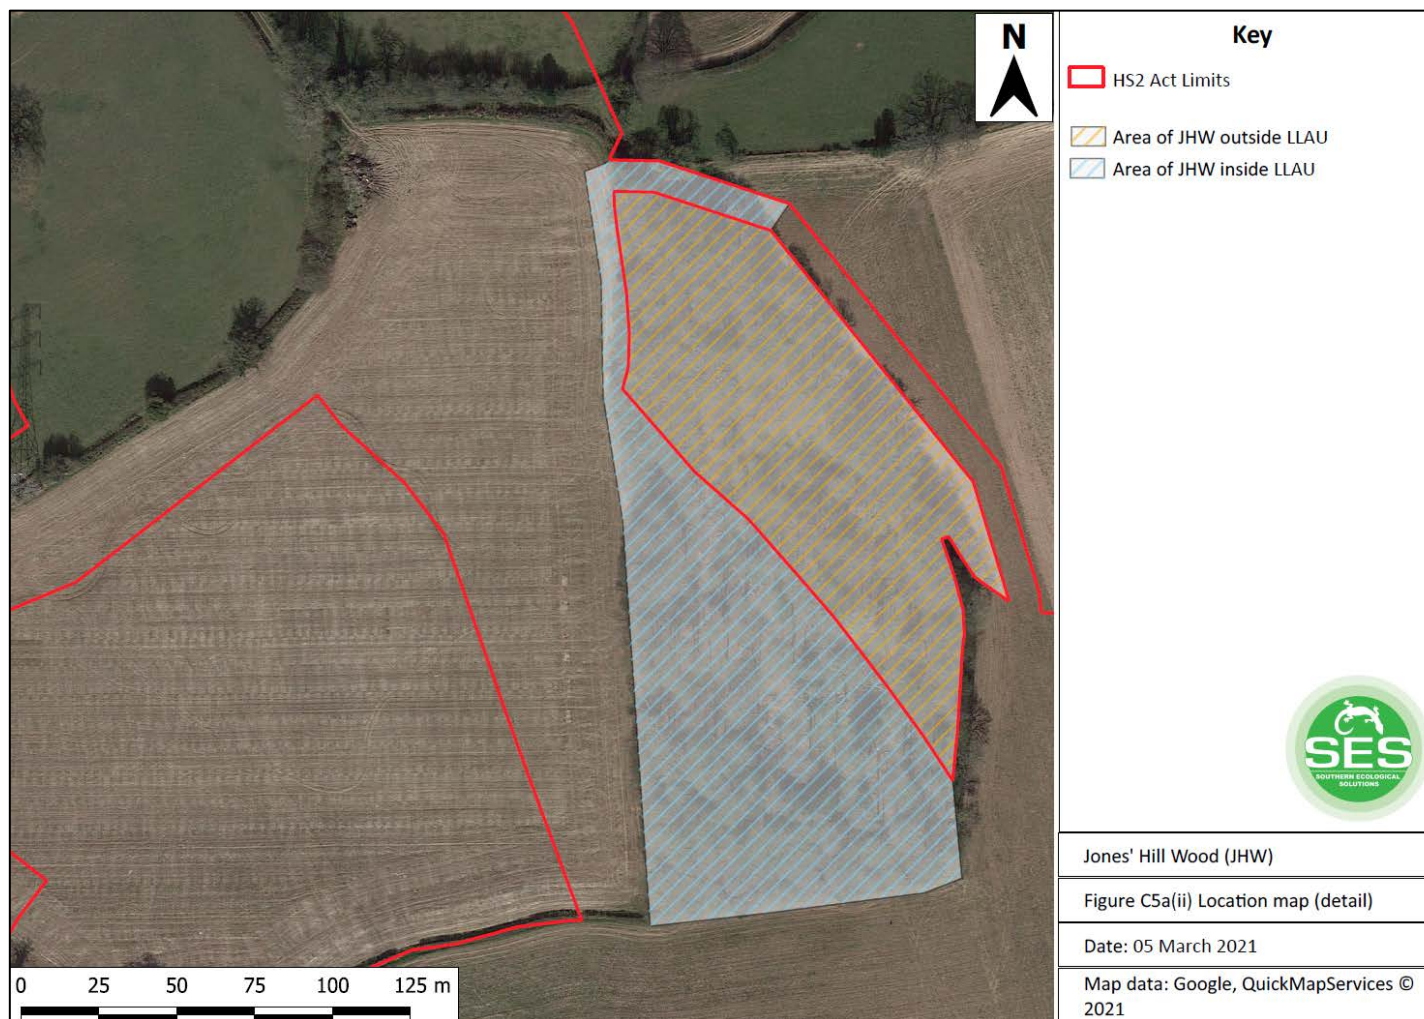 N
Key
HS2 Act Limits
Area of JHW outside LLAU
Area of JHW inside LLAU
SES
SOUTHERN ECOLOGICAL
SOLUTIONS
Jones' Hill Wood (JHW)
Figure C5a(ii) Location map (detail)
Date: 05 March 2021
Map data: Google, QuickMapServices ©
2021
0 25 50 75 100 125 m